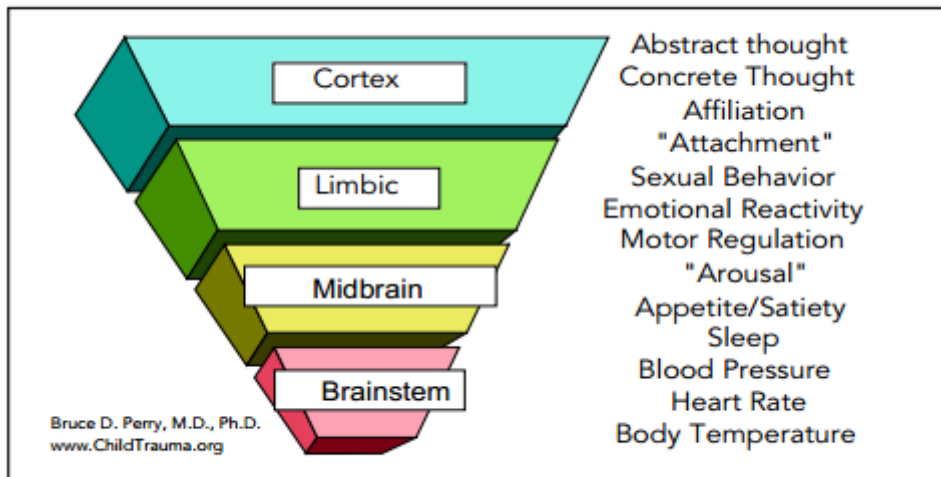 Cortex
Limbic
Midbrain
Brainstem
Abstract thought
Concrete Thought
Affiliation
"Attachment"
Sexual Behavior
Emotional Reactivity
Motor Regulation
"Arousal"
Appetite/Satiety
Sleep
Blood Pressure
Heart Rate
Body Temperature
Bruce D. Perry, M.D., Ph.D.
www.ChildTrauma.org